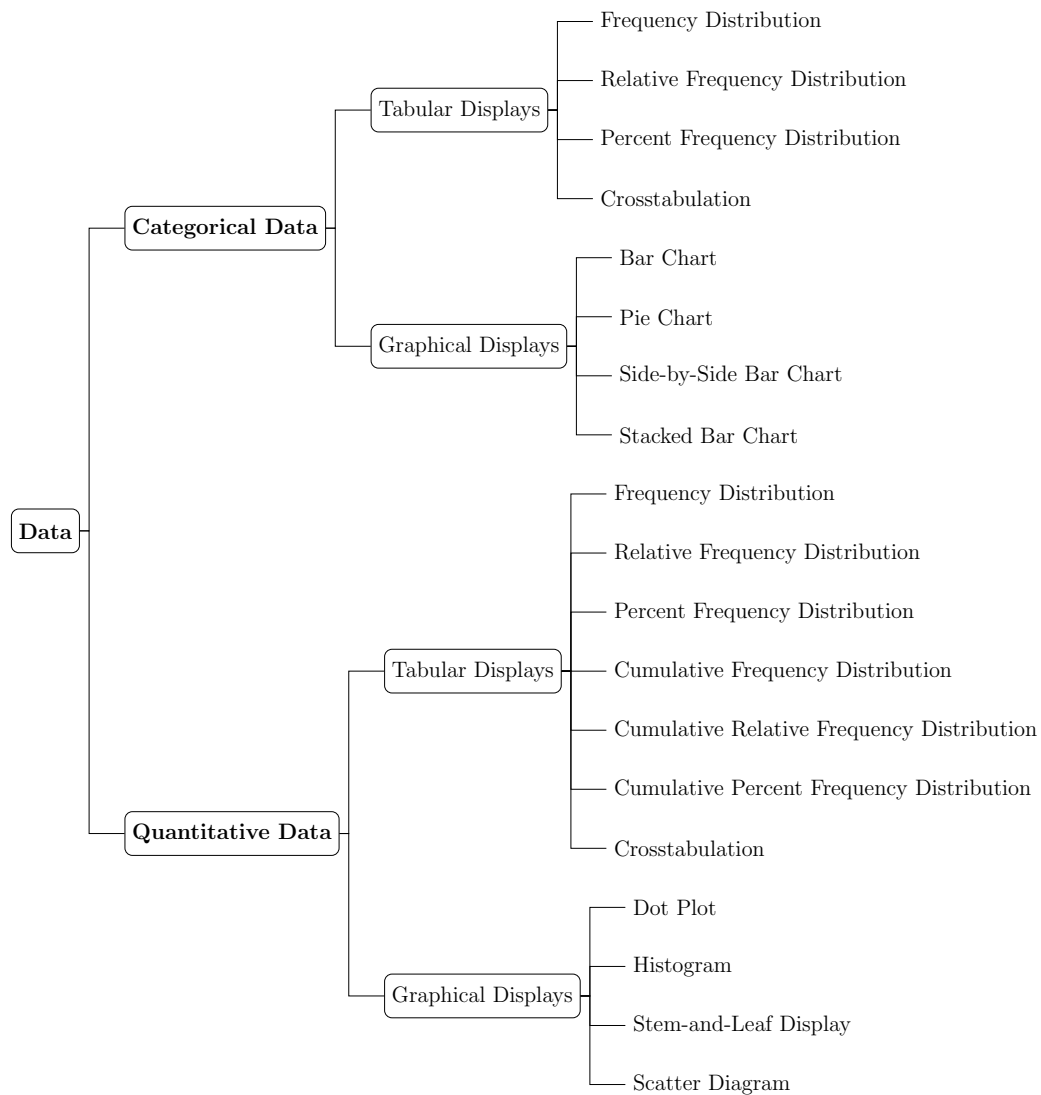 Frequency Distribution
Relative Frequency Distribution
Tabular Displays
Percent Frequency Distribution
Crosstabulation
Categorical Data
Bar Chart
Pie Chart
Graphical Displays
Side-by-Side Bar Chart
Stacked Bar Chart
Data
Frequency Distribution
Relative Frequency Distribution
Percent Frequency Distribution
Tabular Displays
Cumulative Frequency Distribution
Cumulative Relative Frequency Distribution
Cumulative Percent Frequency Distribution
Crosstabulation
Quantitative Data
Dot Plot
Histogram
Graphical Displays
Stem-and-Leaf Display
Scatter Diagram